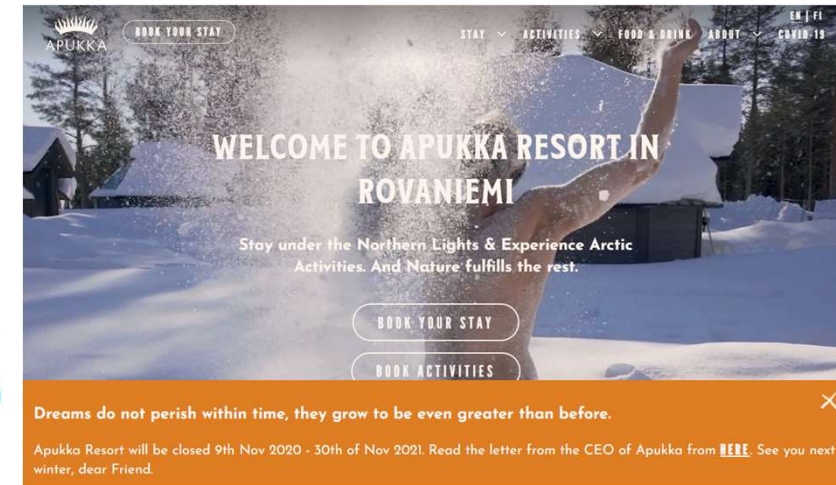 EN | FI
APUKKA
BOOK YOUR STAY
STAY ACTIVITIES FOOD & DRINK ABOUT COVID-19
WELCOME TO APUKKA RESORT IN
ROVANIEMI
Stay under the Northern Lights & Experience Arctic
Activities. And Nature fulfills the rest.
BOOK YOUR STAY
BOOK ACTIVITIES
Dreams do not perish within time, they grow to be even greater than before.
Apukka Resort will be closed 9th Nov 2020 - 30th of Nov 2021. Read the letter from the CEO of Apukka from HERE. See you next
winter, dear Friend.